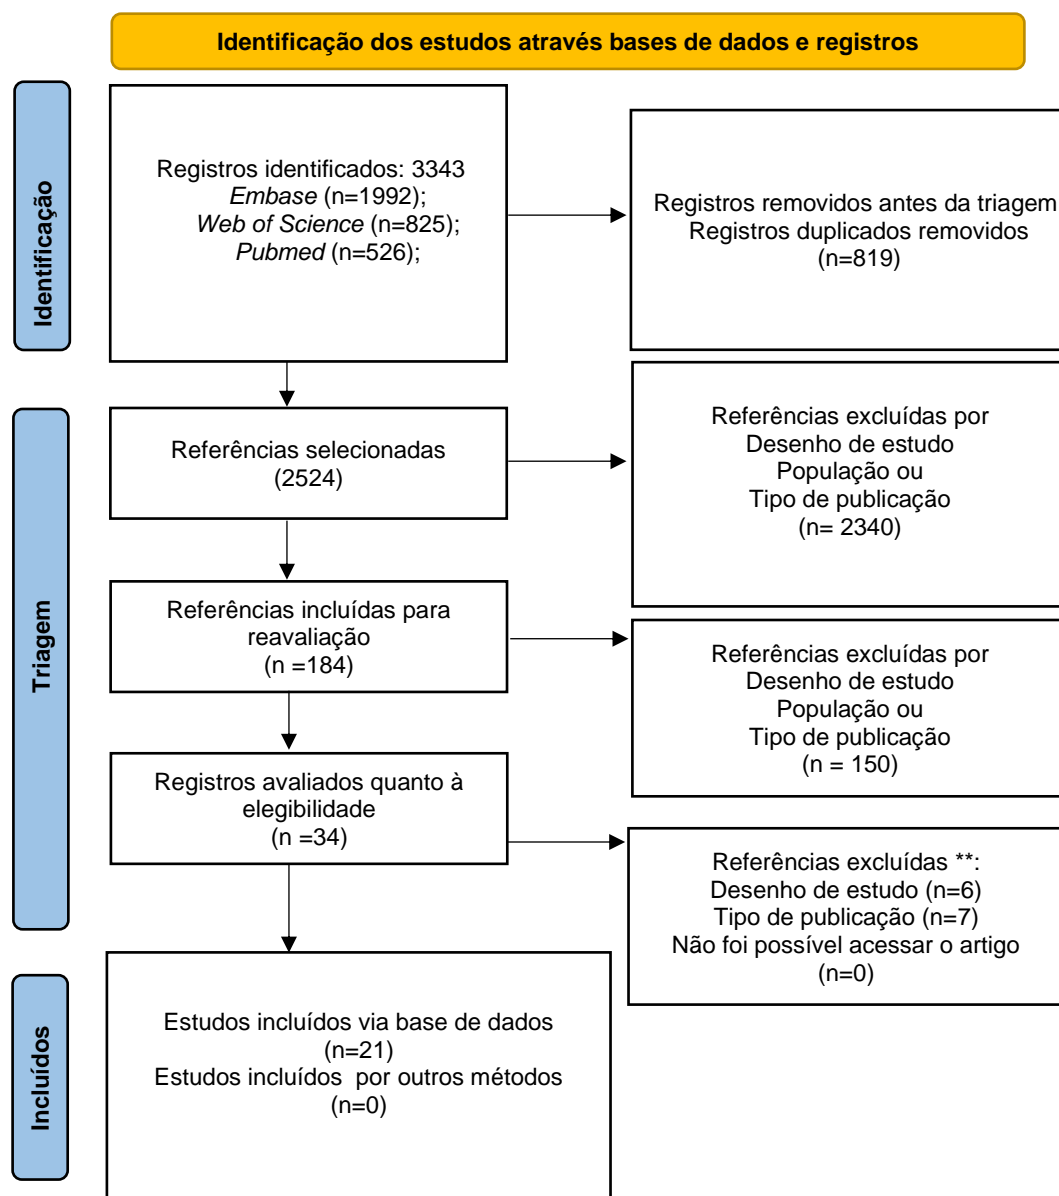 Identificação dos estudos através bases de dados e registros
Identificação
Registros identificados: 3343
Embase (n=1992);
Web of Science (n=825);
Pubmed (n=526);
Registros removidos antes da triagem:
Registros duplicados removidos
(n=819)
Triagem
Referências selecionadas
(2524)
Referências excluídas por
Desenho de estudo
População ou
Tipo de publicação
(n= 2340)
Referências incluídas para
reavaliação
(n =184)
Referências excluídas por
Desenho de estudo
População ou
Tipo de publicação
(n = 150)
Registros avaliados quanto à
elegibilidade
(n =34)
Referências excluídas **:
Desenho de estudo (n=6)
Tipo de publicação (n=7)
Não foi possível acessar o artigo
(n=0)
Incluídos
Estudos incluídos via base de dados
(n=21)
Estudos incluídos  por outros métodos
(n=0)